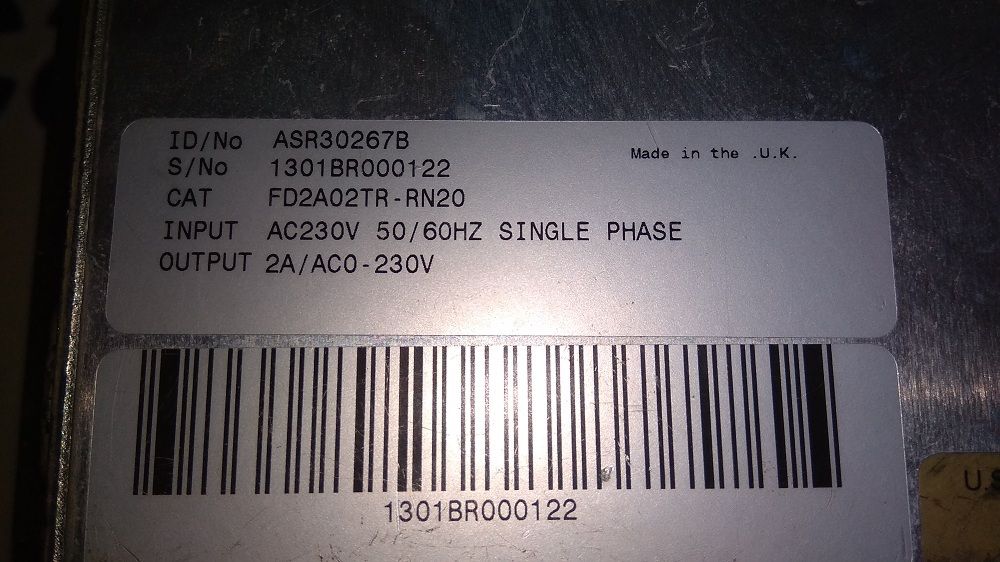 ID/No ASR30267B
Made in the .U.K.
S/No 1301BR000122
CAT FD2A02TR-RN20
INPUT AC230V 50/60HZ SINGLE PHASE
OUTPUT 2A/AC0-230V
1301BR000122